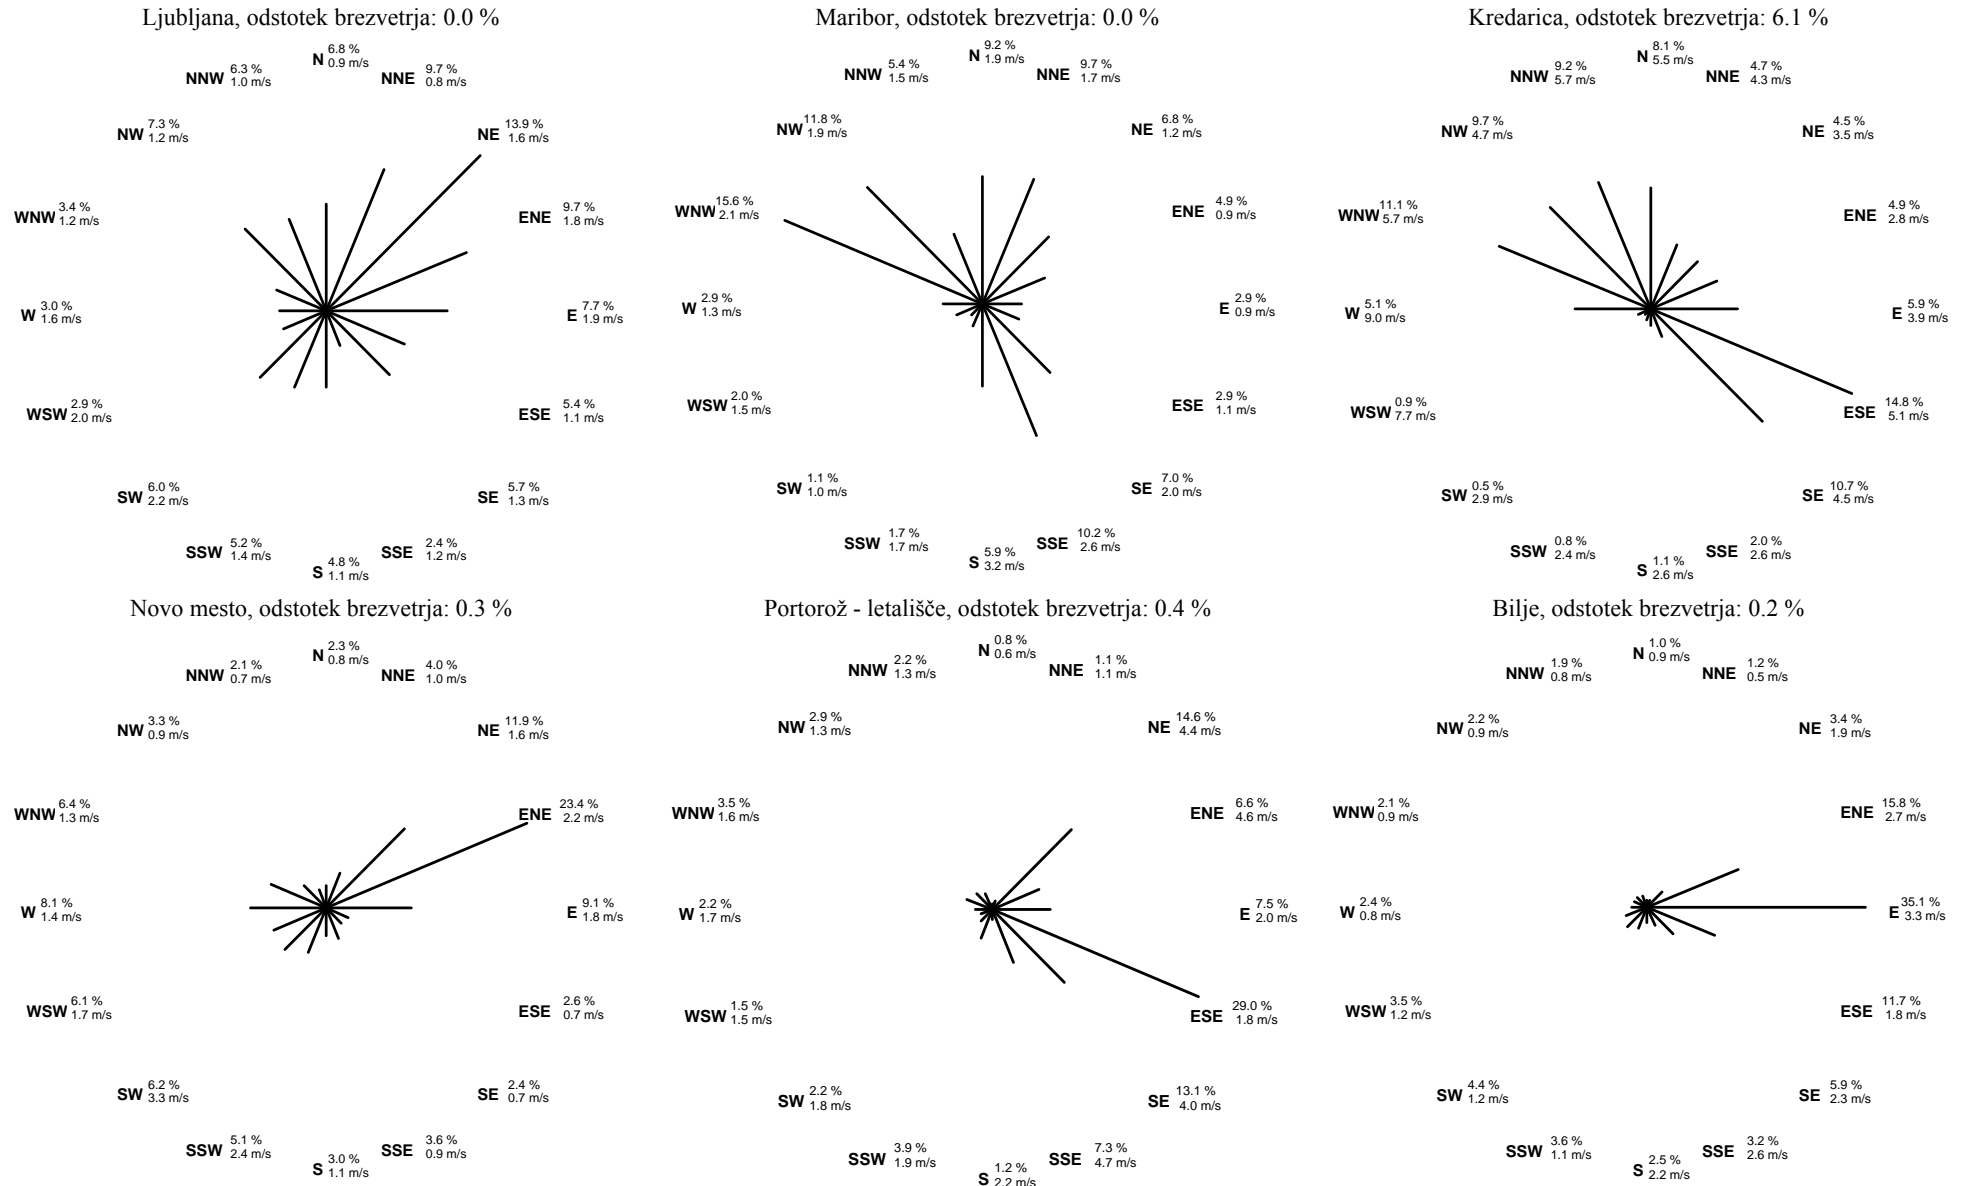 Ljubljana, odstotek brezvetrja: 0.0 %
N 6.8 % 0.9 m/s
NNW 6.3 % 1.0 m/s
NNE 9.7 % 0.8 m/s
NW 7.3 % 1.2 m/s
NE 13.9 % 1.6 m/s
WNW 3.4 % 1.2 m/s
ENE 9.7 % 1.8 m/s
W 3.0 % 1.6 m/s
E 7.7 % 1.9 m/s
WSW 2.9 % 2.0 m/s
ESE 5.4 % 1.1 m/s
SW 6.0 % 2.2 m/s
SE 5.7 % 1.3 m/s
SSW 5.2 % 1.4 m/s
SSE 2.4 % 1.2 m/s
S 4.8 % 1.1 m/s
Maribor, odstotek brezvetrja: 0.0 %
N 9.2 % 1.9 m/s
NNW 5.4 % 1.5 m/s
NNE 9.7 % 1.7 m/s
NW 11.8 % 1.9 m/s
NE 6.8 % 1.2 m/s
WNW 15.6 % 2.1 m/s
ENE 4.9 % 0.9 m/s
W 2.9 % 1.3 m/s
E 2.9 % 0.9 m/s
WSW 2.0 % 1.5 m/s
ESE 2.9 % 1.1 m/s
SW 1.1 % 1.0 m/s
SE 7.0 % 2.0 m/s
SSW 1.7 % 1.7 m/s
SSE 10.2 % 2.6 m/s
S 5.9 % 3.2 m/s
Kredarica, odstotek brezvetrja: 6.1 %
N 8.1 % 5.5 m/s
NNW 9.2 % 5.7 m/s
NNE 4.7 % 4.3 m/s
NW 9.7 % 4.7 m/s
NE 4.5 % 3.5 m/s
WNW 11.1 % 5.7 m/s
ENE 4.9 % 2.8 m/s
W 5.1 % 9.0 m/s
E 5.9 % 3.9 m/s
WSW 0.9 % 7.7 m/s
ESE 14.8 % 5.1 m/s
SW 0.5 % 2.9 m/s
SE 10.7 % 4.5 m/s
SSW 0.8 % 2.4 m/s
SSE 2.0 % 2.6 m/s
S 1.1 % 2.6 m/s
Novo mesto, odstotek brezvetrja: 0.3 %
N 2.3 % 0.8 m/s
NNW 2.1 % 0.7 m/s
NNE 4.0 % 1.0 m/s
NW 3.3 % 0.9 m/s
NE 11.9 % 1.6 m/s
WNW 6.4 % 1.3 m/s
ENE 23.4 % 2.2 m/s
W 8.1 % 1.4 m/s
E 9.1 % 1.8 m/s
WSW 6.1 % 1.7 m/s
ESE 2.6 % 0.7 m/s
SW 6.2 % 3.3 m/s
SE 2.4 % 0.7 m/s
SSW 5.1 % 2.4 m/s
SSE 3.6 % 0.9 m/s
S 3.0 % 1.1 m/s
Portorož - letališče, odstotek brezvetrja: 0.4 %
N 0.8 % 0.6 m/s
NNW 2.2 % 1.3 m/s
NNE 1.1 % 1.1 m/s
NW 2.9 % 1.3 m/s
NE 14.6 % 4.4 m/s
WNW 3.5 % 1.6 m/s
ENE 6.6 % 4.6 m/s
W 2.2 % 1.7 m/s
E 7.5 % 2.0 m/s
WSW 1.5 % 1.5 m/s
ESE 29.0 % 1.8 m/s
SW 2.2 % 1.8 m/s
SE 13.1 % 4.0 m/s
SSW 3.9 % 1.9 m/s
SSE 7.3 % 4.7 m/s
S 1.2 % 2.2 m/s
Bilje, odstotek brezvetrja: 0.2 %
N 1.0 % 0.9 m/s
NNW 1.9 % 0.8 m/s
NNE 1.2 % 0.5 m/s
NW 2.2 % 0.9 m/s
NE 3.4 % 1.9 m/s
WNW 2.1 % 0.9 m/s
ENE 15.8 % 2.7 m/s
W 2.4 % 0.8 m/s
E 35.1 % 3.3 m/s
WSW 3.5 % 1.2 m/s
ESE 11.7 % 1.8 m/s
SW 4.4 % 1.2 m/s
SE 5.9 % 2.3 m/s
SSW 3.6 % 1.1 m/s
SSE 3.2 % 2.6 m/s
S 2.5 % 2.2 m/s